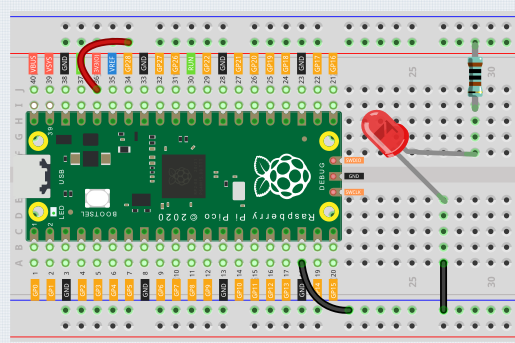 VBUS VSYS GND 3V3 VREF GP28 GND GP27 GP26 RUN GP22 GND GP21 GP20 GP19 GP18 GND GP17 GP16
40 39 38 37 36 35 34 33 32 31 30 29 28 27 26 25 24 23 22 21
25 30
J
I
H
G
F
39
USB
DEBUG
SWDIO
GND
SWCLK
LED
BOOTSEL
Raspberry Pi Pico ©2020
1
2
E
D
C
B
A
1 2 3 4 5 6 7 8 9 10 11 12 13 14 15 16 17 18 19 20
25 30
GP0 GP1 GND GP2 GP3 GP4 GP5 GND GP6 GP7 GP8 GP9 GND GP10 GP11 GP12 GP13 GND GP14 GP15